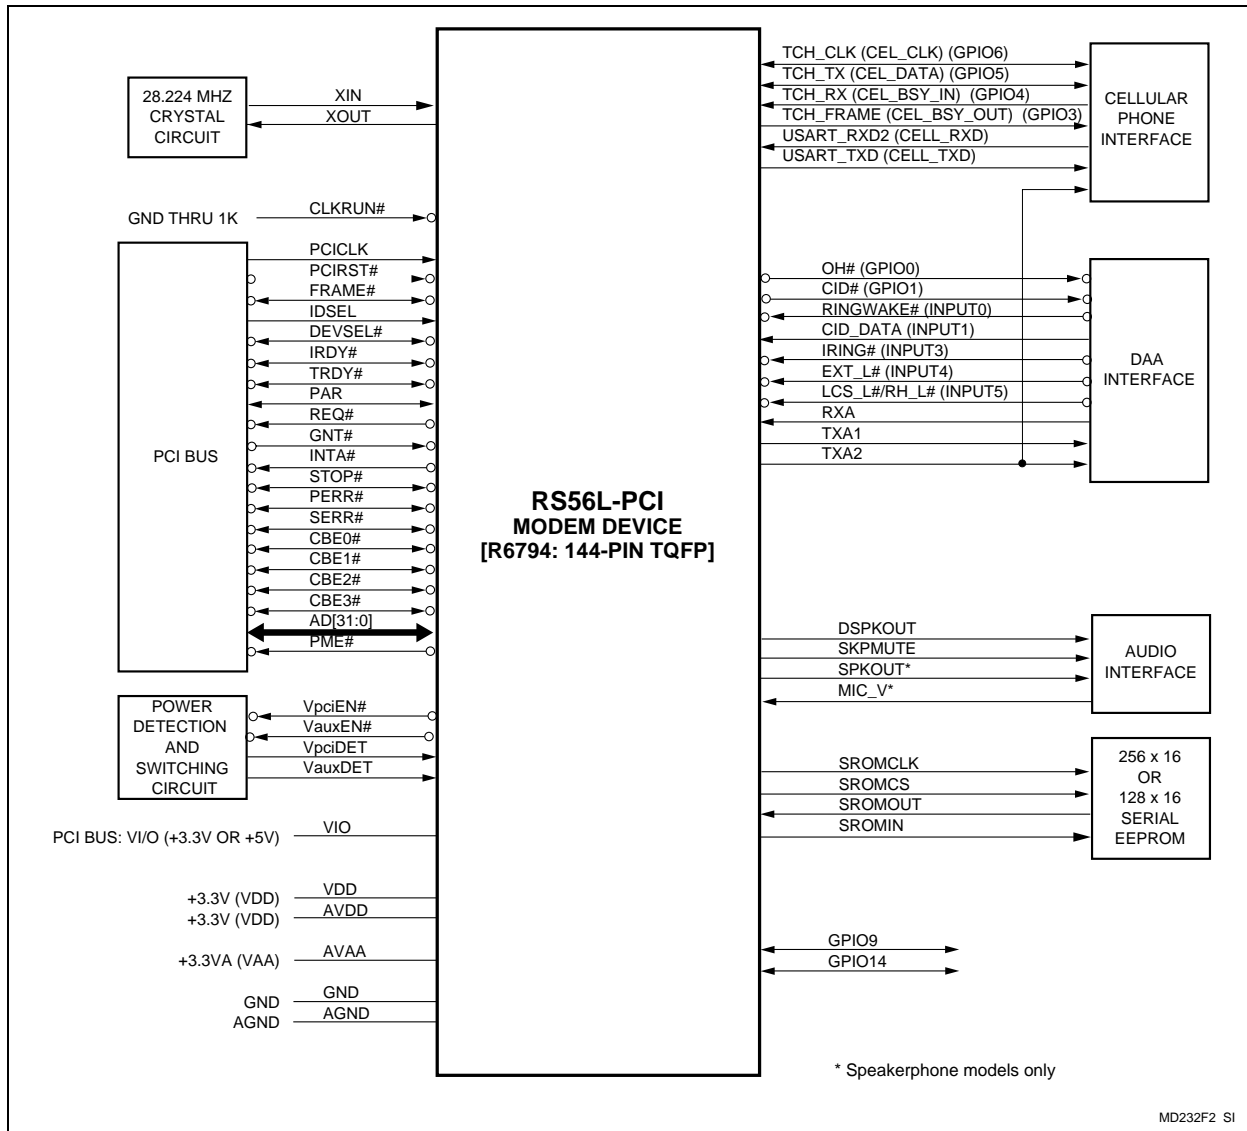 28.224 MHZ
CRYSTAL
CIRCUIT
XIN
XOUT
GND THRU 1K
CLKRUN#
PCI BUS
PCICLK
PCIRST#
FRAME#
IDSEL
DEVSEL#
IRDY#
TRDY#
PAR
REQ#
GNT#
INTA#
STOP#
PERR#
SERR#
CBE0#
CBE1#
CBE2#
CBE3#
AD[31:0]
PME#
POWER
DETECTION
AND
SWITCHING
CIRCUIT
VpciEN#
VauxEN#
VpciDET
VauxDET
PCI BUS: VI/O (+3.3V OR +5V)
VIO
+3.3V (VDD)
VDD
+3.3V (VDD)
AVDD
+3.3VA (VAA)
AVAA
GND
GND
AGND
AGND
RS56L-PCI
MODEM DEVICE
[R6794: 144-PIN TQFP]
TCH_CLK (CEL_CLK) (GPIO6)
TCH_TX (CEL_DATA) (GPIO5)
TCH_RX (CEL_BSY_IN) (GPIO4)
TCH_FRAME (CEL_BSY_OUT) (GPIO3)
USART_RXD2 (CELL_RXD)
USART_TXD (CELL_TXD)
CELLULAR
PHONE
INTERFACE
OH# (GPIO0)
CID# (GPIO1)
RINGWAKE# (INPUT0)
CID_DATA (INPUT1)
IRING# (INPUT3)
EXT_L# (INPUT4)
LCS_L#/RH_L# (INPUT5)
RXA
TXA1
TXA2
DAA
INTERFACE
DSPKOUT
SKPMUTE
SPKOUT*
MIC_V*
AUDIO
INTERFACE
SROMCLK
SROMCS
SROMOUT
SROMIN
256 x 16
OR
128 x 16
SERIAL
EEPROM
GPIO9
GPIO14
* Speakerphone models only
MD232F2 SI